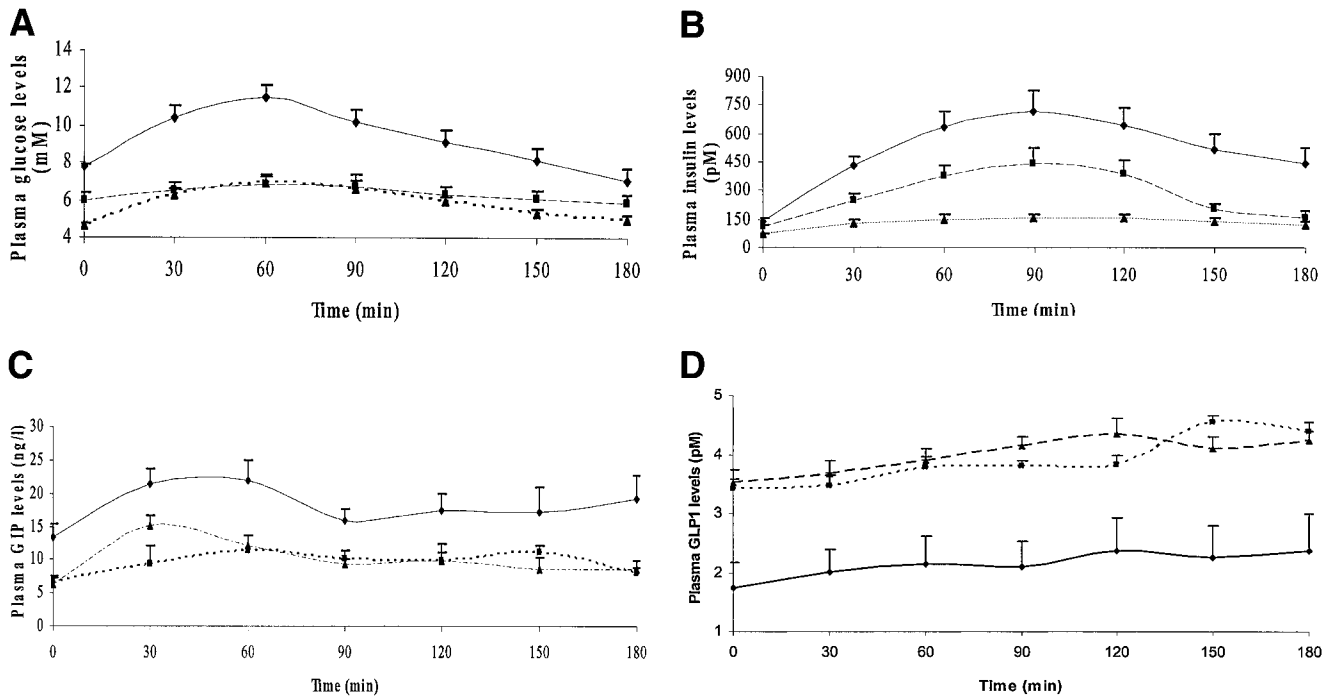 A
Plasma glucose levels
(mM)
14
12
10
8
6
4
0 30 60 90 120 150 180
Time (min)
B
Plasma insulin levels
(pM)
900
750
600
450
300
150
0
0 30 60 90 120 150 180
Time (min)
C
Plasma GIP levels (ng/l)
30
25
20
15
10
5
0
0 30 60 90 120 150 180
Time (min)
D
Plasma GLP1 levels (pM)
5
4
3
2
1
0 30 60 90 120 150 180
Time (min)